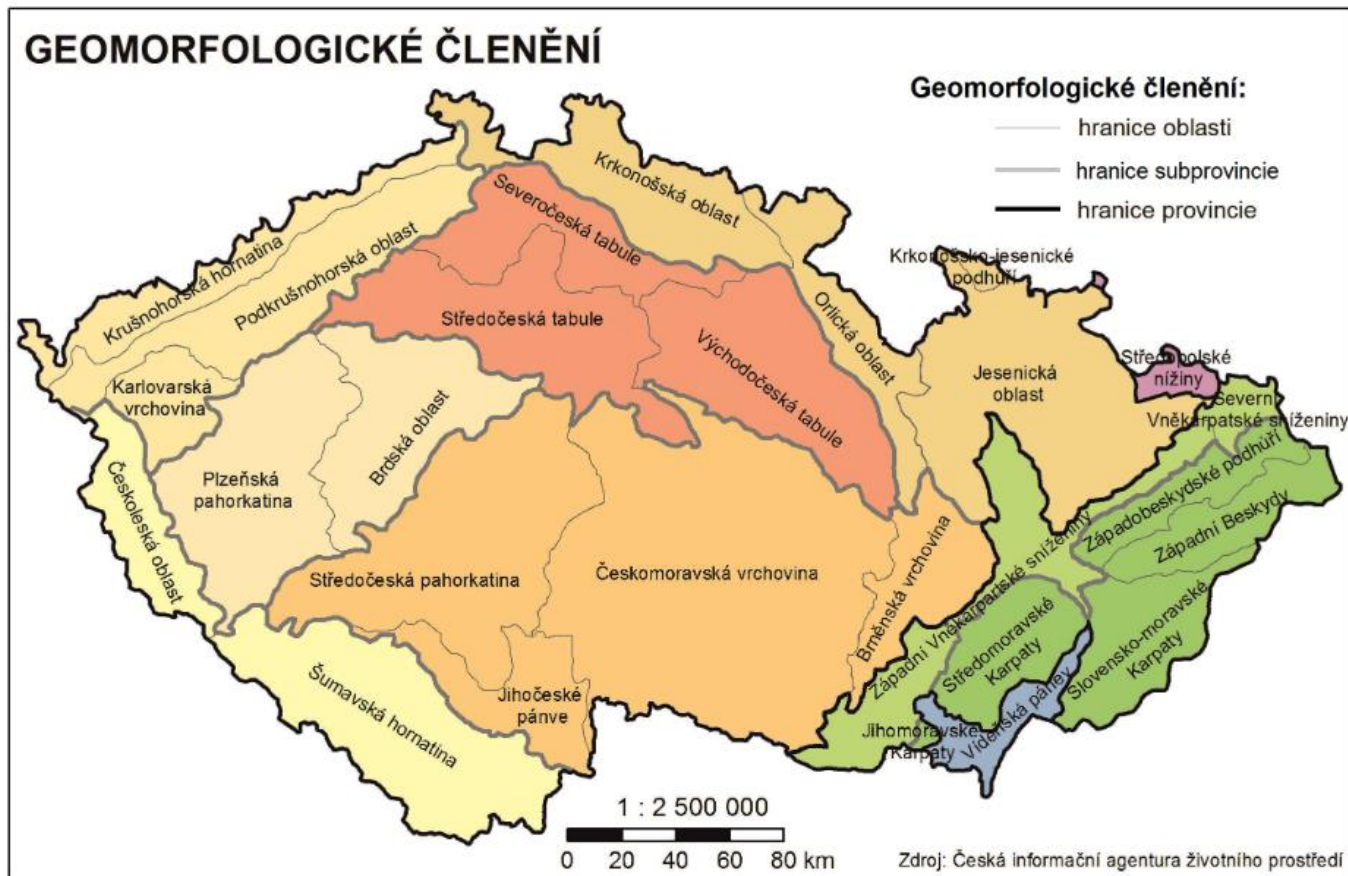 GEOMORFOLOGICKÉ ČLENĚNÍ
Geomorfologické členění:
hranice oblasti
hranice subprovincie
hranice provincie
Krkonošská oblast
Severočeská tabule
Krušnohorská hornatina
Podkrušnohorská oblast
Krkonošsko-jesenické
podhůří
Středočeská tabule
Východočeská tabule
Orlická oblast
Jesenická
oblast
Středopolské
nížiny
Karlovarská
vrchovina
Severní
Vněkarpatské sníženiny
Českoleská oblast
Plzeňská
pahorkatina
Brdská oblast
Západobeskydské podhůří
Západní Beskydy
Středočeská pahorkatina
Českomoravská vrchovina
Brněnská vrchovina
Západní Vněkarpartské sníženiny
Středomoravské
Karpaty
Slovensko-moravské
Karpaty
Šumavská hornatina
Jihočeské
pánve
Jihomoravské
Karpaty
Vídeňská pánev
1 : 2 500 000
0 20 40 60 80 km
Zdroj: Česká informační agentura životního prostředí